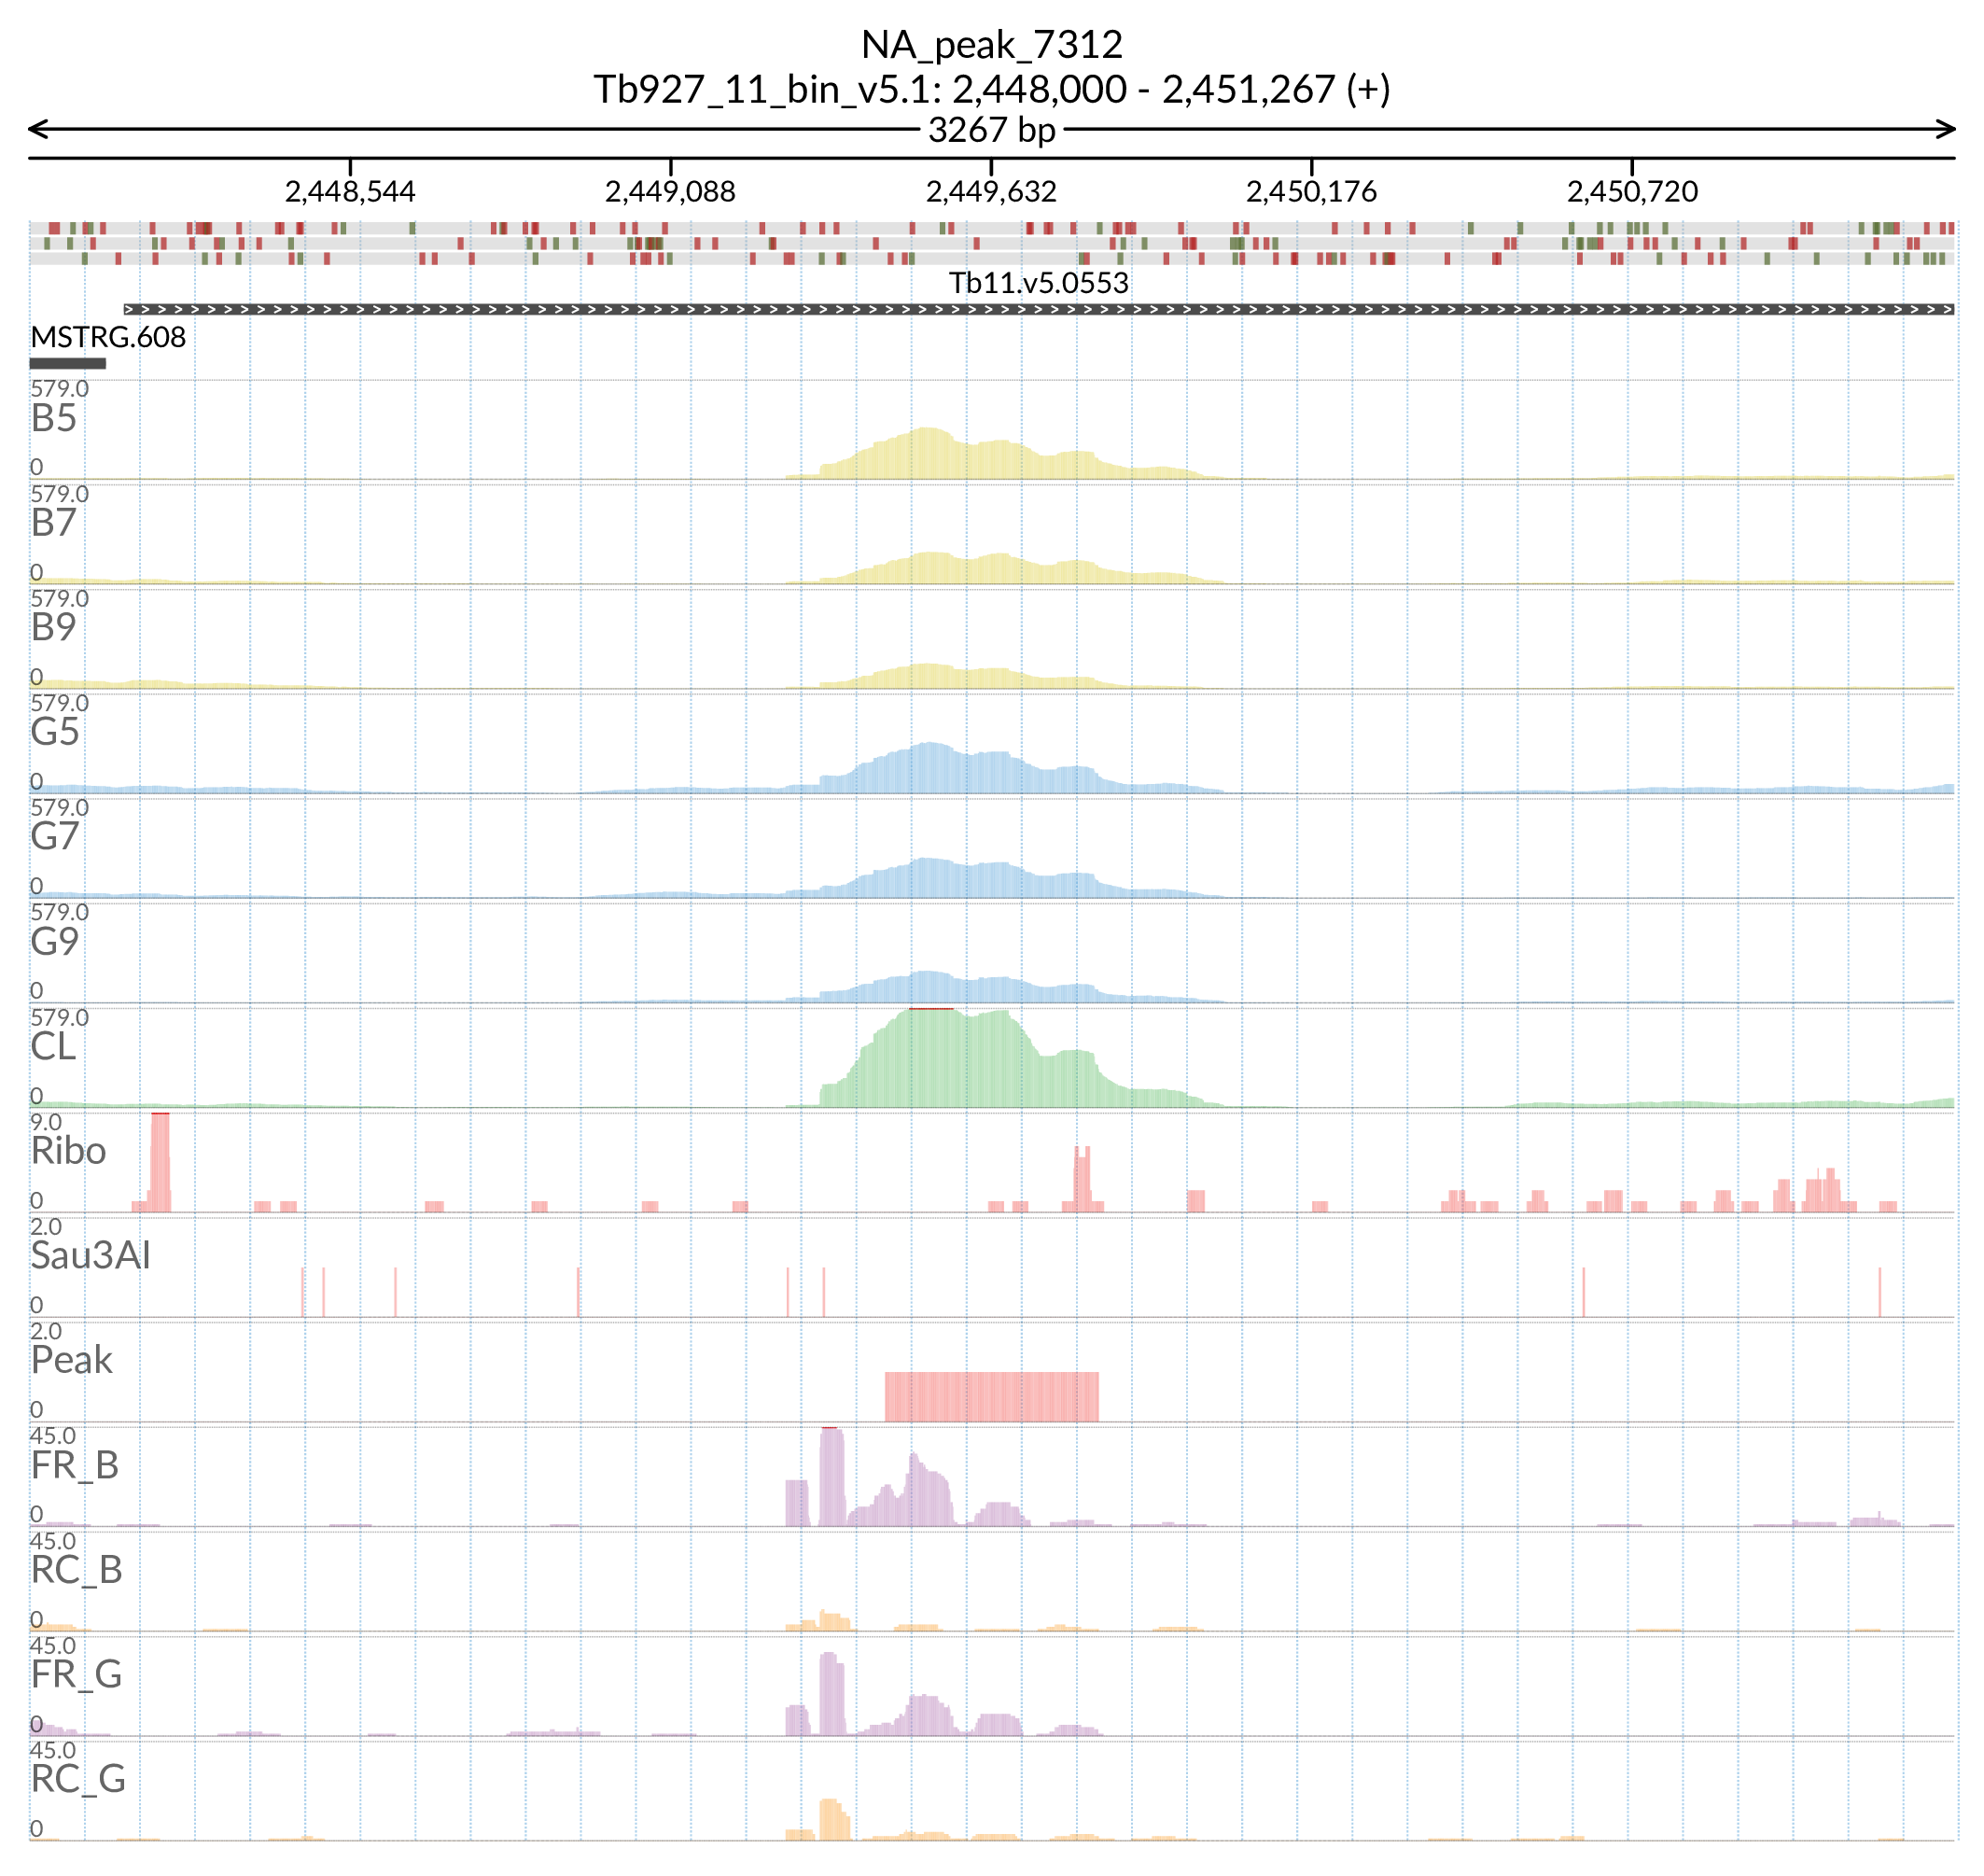 NA_peak_7312
Tb927_11_bin_v5.1: 2,448,000 - 2,451,267 (+)
3267 bp
2,448,544 2,449,088 2,449,632 2,450,176 2,450,720
Tb11.v5.0553
MSTRG.608
579.0
B5
0
579.0
B7
0
579.0
B9
0
579.0
G5
0
579.0
G7
0
579.0
G9
0
579.0
CL
0
9.0
Ribo
0
2.0
Sau3AI
0
2.0
Peak
0
45.0
FR_B
0
45.0
RC_B
0
45.0
FR_G
0
45.0
RC_G
0